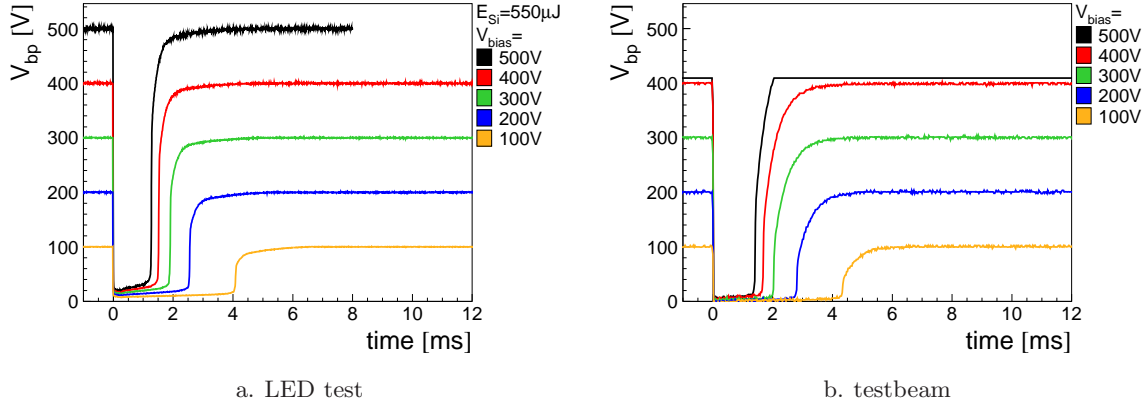 V_bp [V]
500
400
300
200
100
0
0 2 4 6 8 10 12
time [ms]
E_Si=550μJ
V_bias=
500V
400V
300V
200V
100V
a. LED test
V_bp [V]
500
400
300
200
100
0
0 2 4 6 8 10 12
time [ms]
V_bias=
500V
400V
300V
200V
100V
b. testbeam